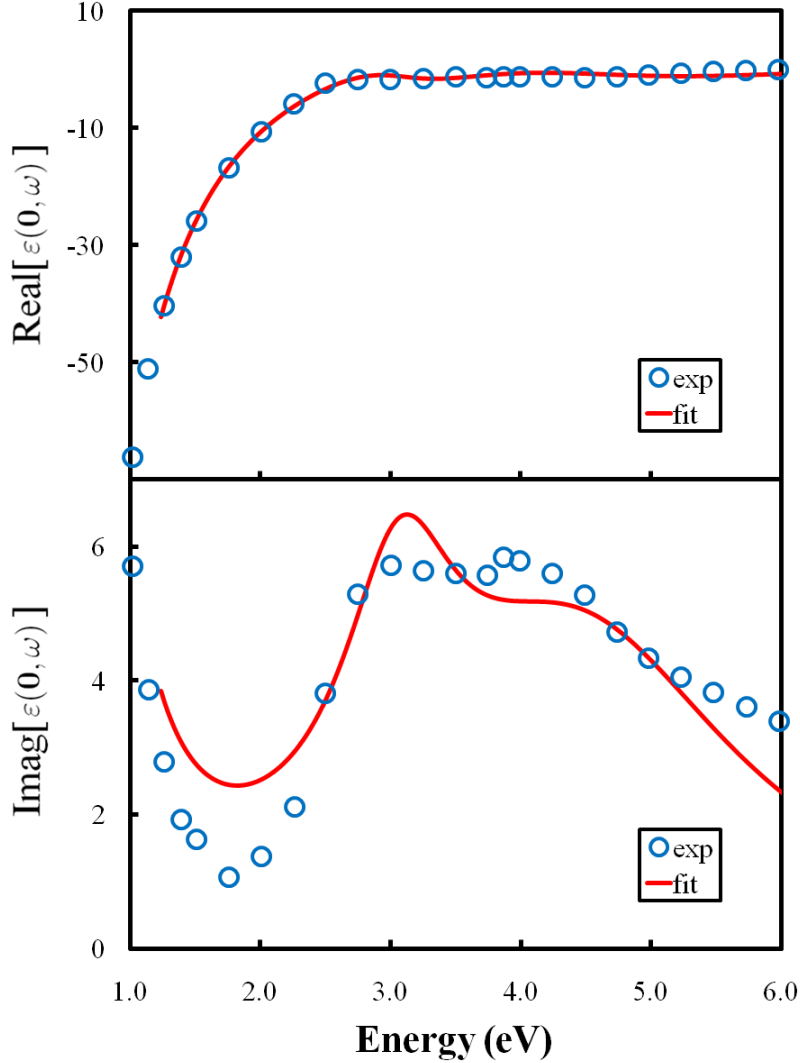 10
-10
-30
-50
Real[ε(0,ω)]
exp
fit
6
4
2
0
Imag[ε(0,ω)]
exp
fit
1.0 2.0 3.0 4.0 5.0 6.0
Energy (eV)